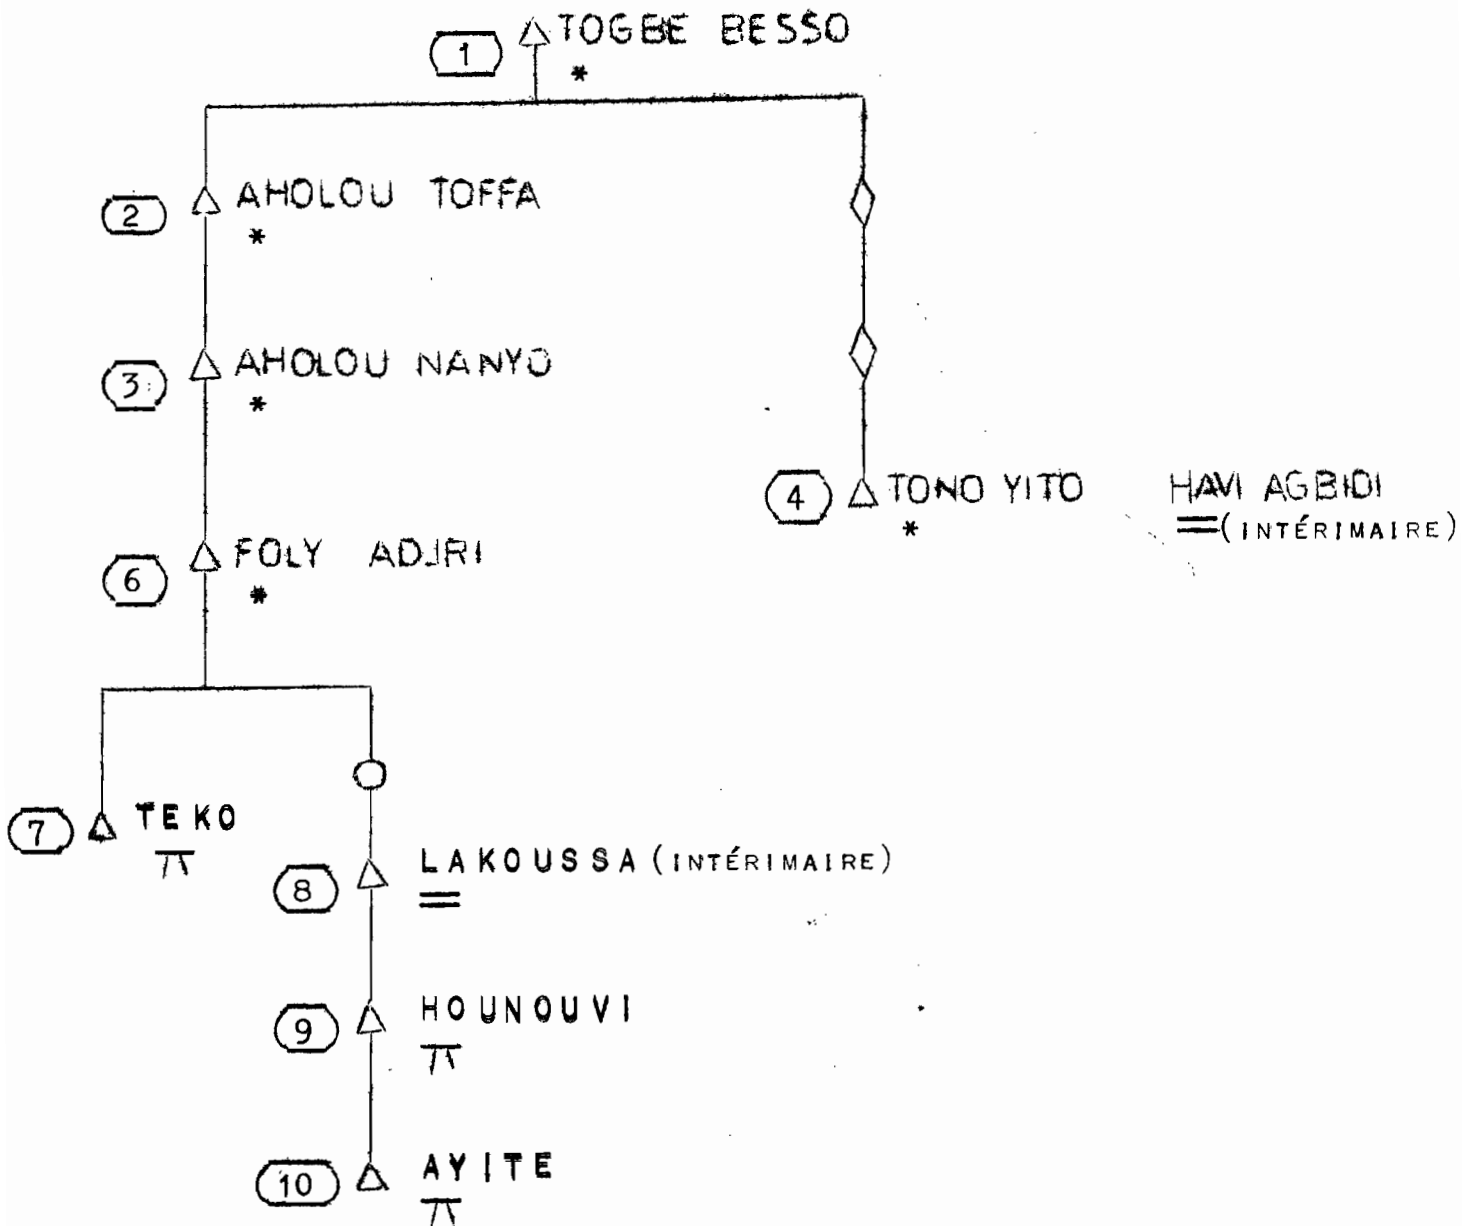 1 TOGBE BESSO
*
2 AHOLOU TOFFA
*
3 AHOLOU NANYO
*
4 TONO YITO HAVI AGBIDI
* = (INTÉRIMAIRE)
6 FOLY ADJRI
*
7 TEKO
8 LAKOUSSA (INTÉRIMAIRE)
=
9 HOUNOUVI
10 AYITE